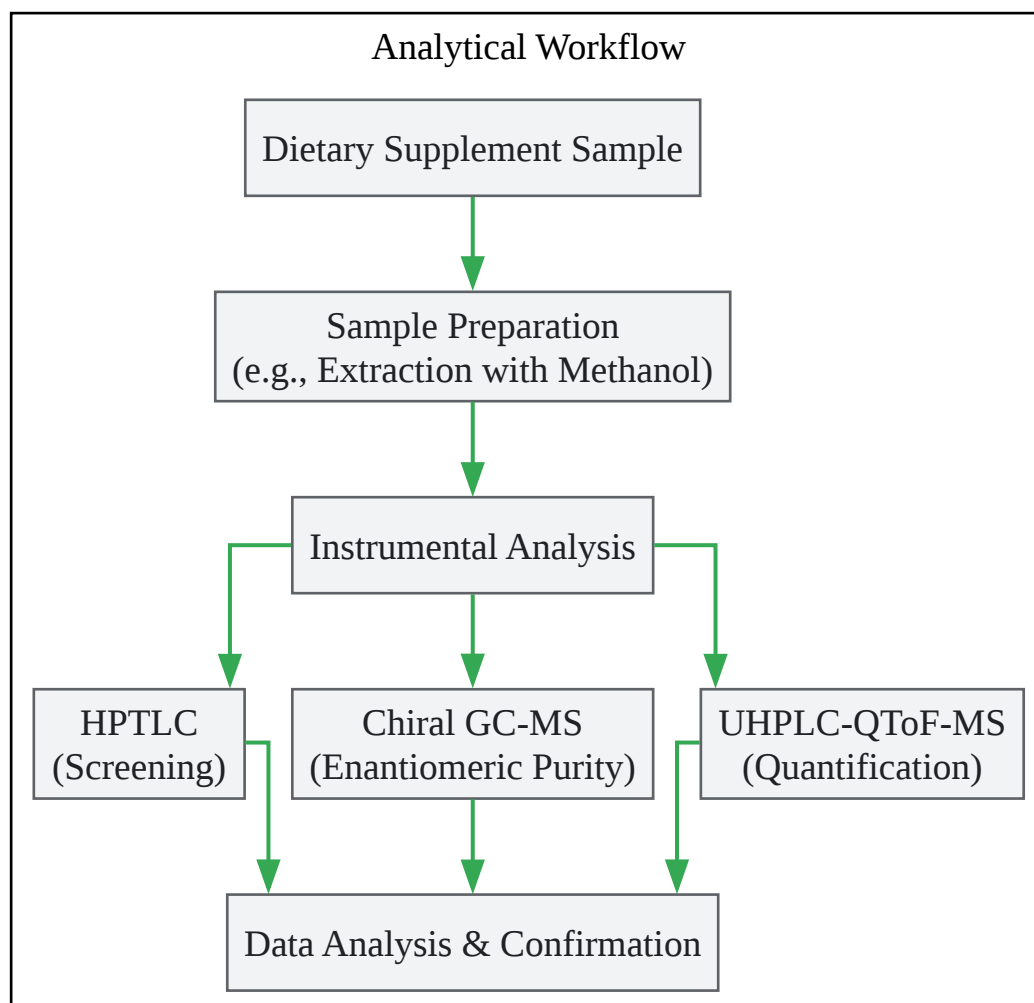 Analytical Workflow
Dietary Supplement Sample
Sample Preparation
(e.g., Extraction with Methanol)
Instrumental Analysis
HPTLC
(Screening)
Chiral GC-MS
(Enantiomeric Purity)
UHPLC-QToF-MS
(Quantification)
Data Analysis & Confirmation